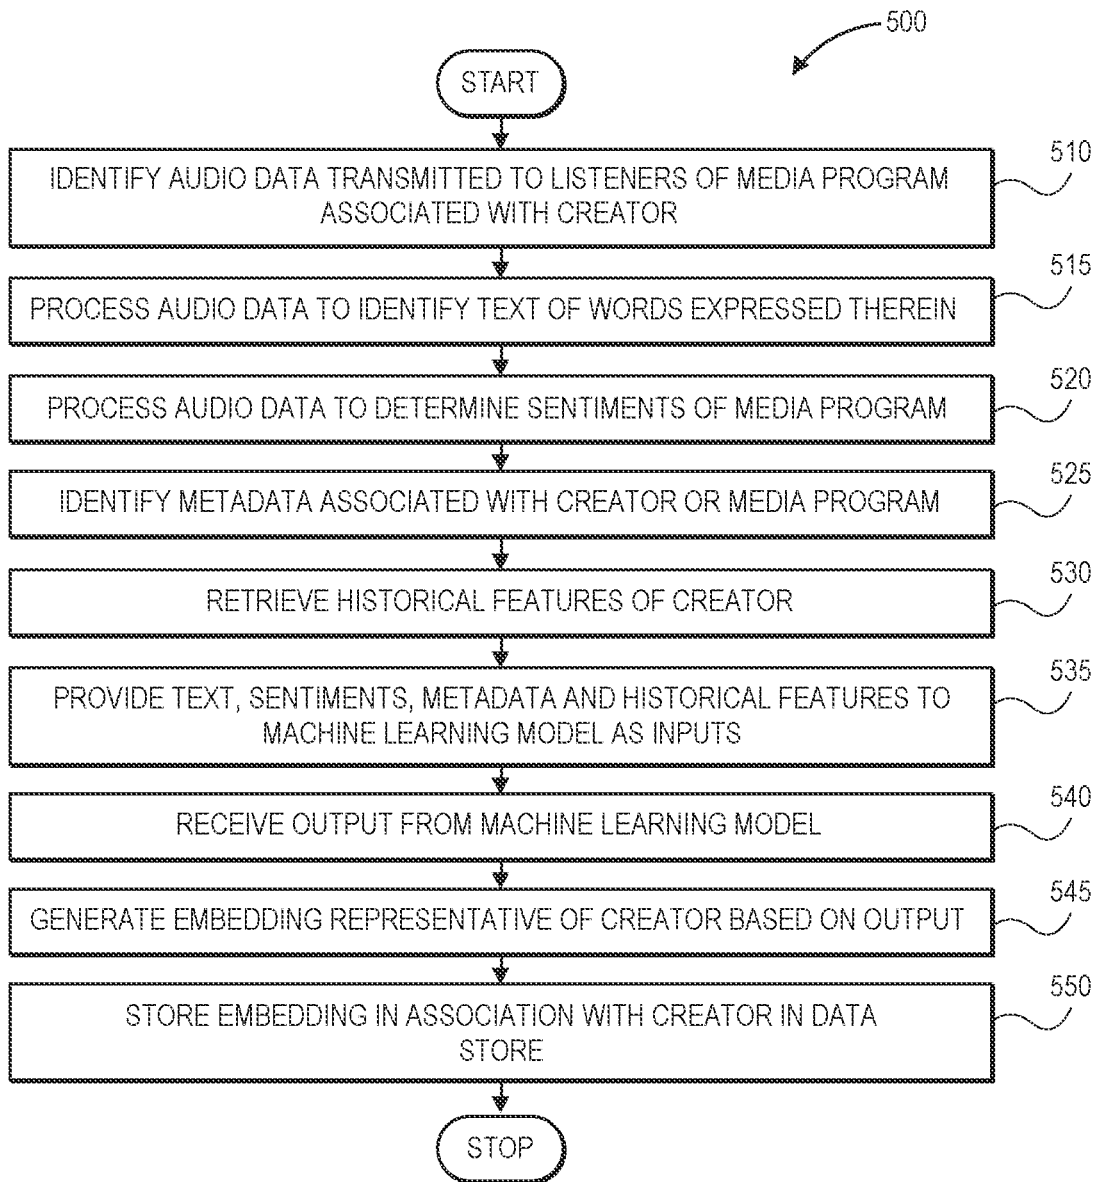 500
START
IDENTIFY AUDIO DATA TRANSMITTED TO LISTENERS OF MEDIA PROGRAM
ASSOCIATED WITH CREATOR
510
PROCESS AUDIO DATA TO IDENTIFY TEXT OF WORDS EXPRESSED THEREIN
515
PROCESS AUDIO DATA TO DETERMINE SENTIMENTS OF MEDIA PROGRAM
520
IDENTIFY METADATA ASSOCIATED WITH CREATOR OR MEDIA PROGRAM
525
RETRIEVE HISTORICAL FEATURES OF CREATOR
530
PROVIDE TEXT, SENTIMENTS, METADATA AND HISTORICAL FEATURES TO
MACHINE LEARNING MODEL AS INPUTS
535
RECEIVE OUTPUT FROM MACHINE LEARNING MODEL
540
GENERATE EMBEDDING REPRESENTATIVE OF CREATOR BASED ON OUTPUT
545
STORE EMBEDDING IN ASSOCIATION WITH CREATOR IN DATA
STORE
550
STOP